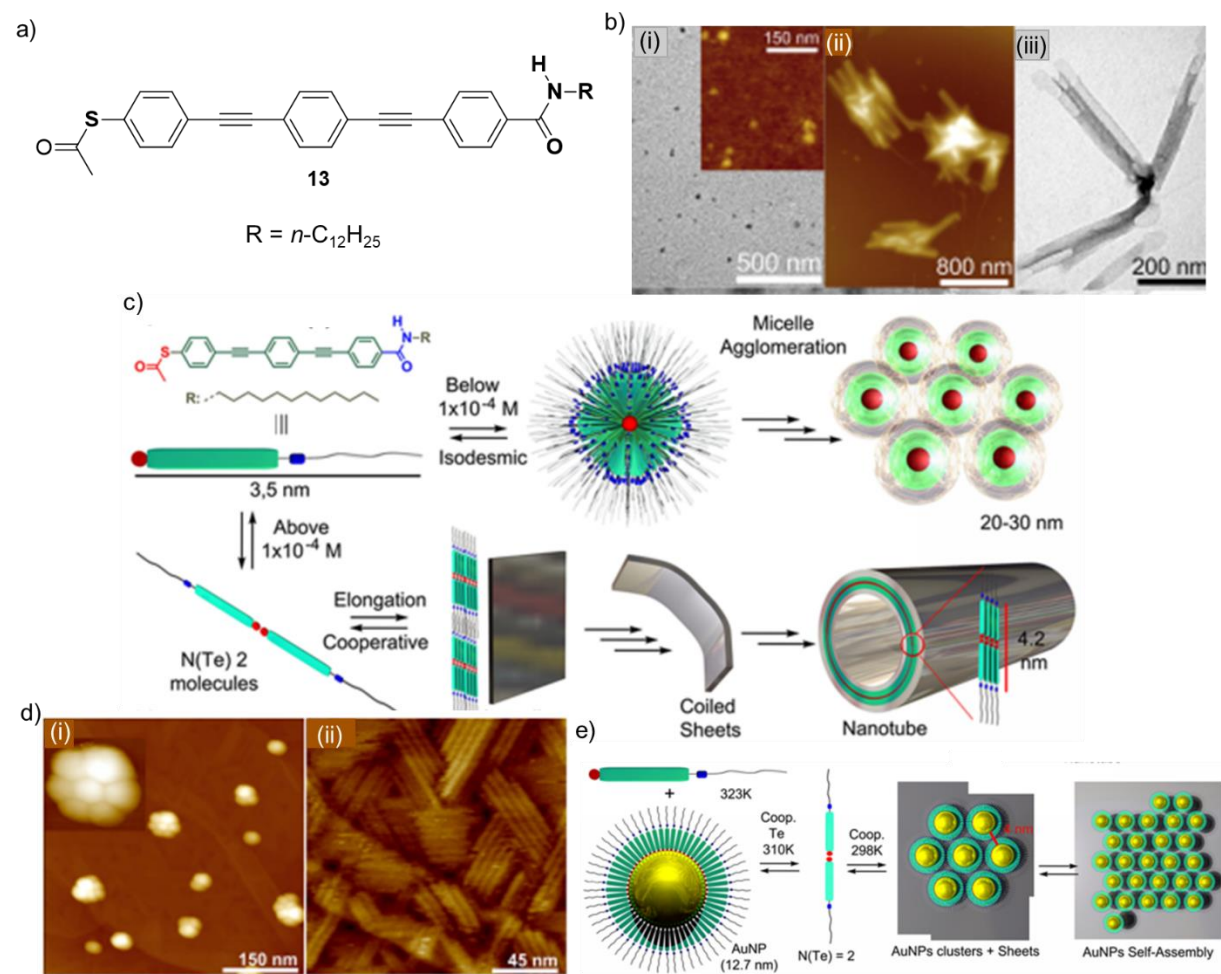 a)
H
N
R
S
O
O
13
R = n-C12H25
b)
(i)
150 nm
500 nm
(ii)
800 nm
(iii)
200 nm
c)
H
N
R
S
O
O
R:
3,5 nm
Below
1x10-4 M
Isodesmic
Micelle
Agglomeration
20-30 nm
Above
1x10-4 M
N(Te) 2
molecules
Elongation
Cooperative
Coiled
Sheets
Nanotube
4.2
nm
d)
(i)
150 nm
(ii)
45 nm
e)
+
323K
AuNP
(12.7 nm)
Coop.
Te
310K
N(Te) = 2
Coop.
298K
nm
AuNPs clusters + Sheets
AuNPs Self-Assembly